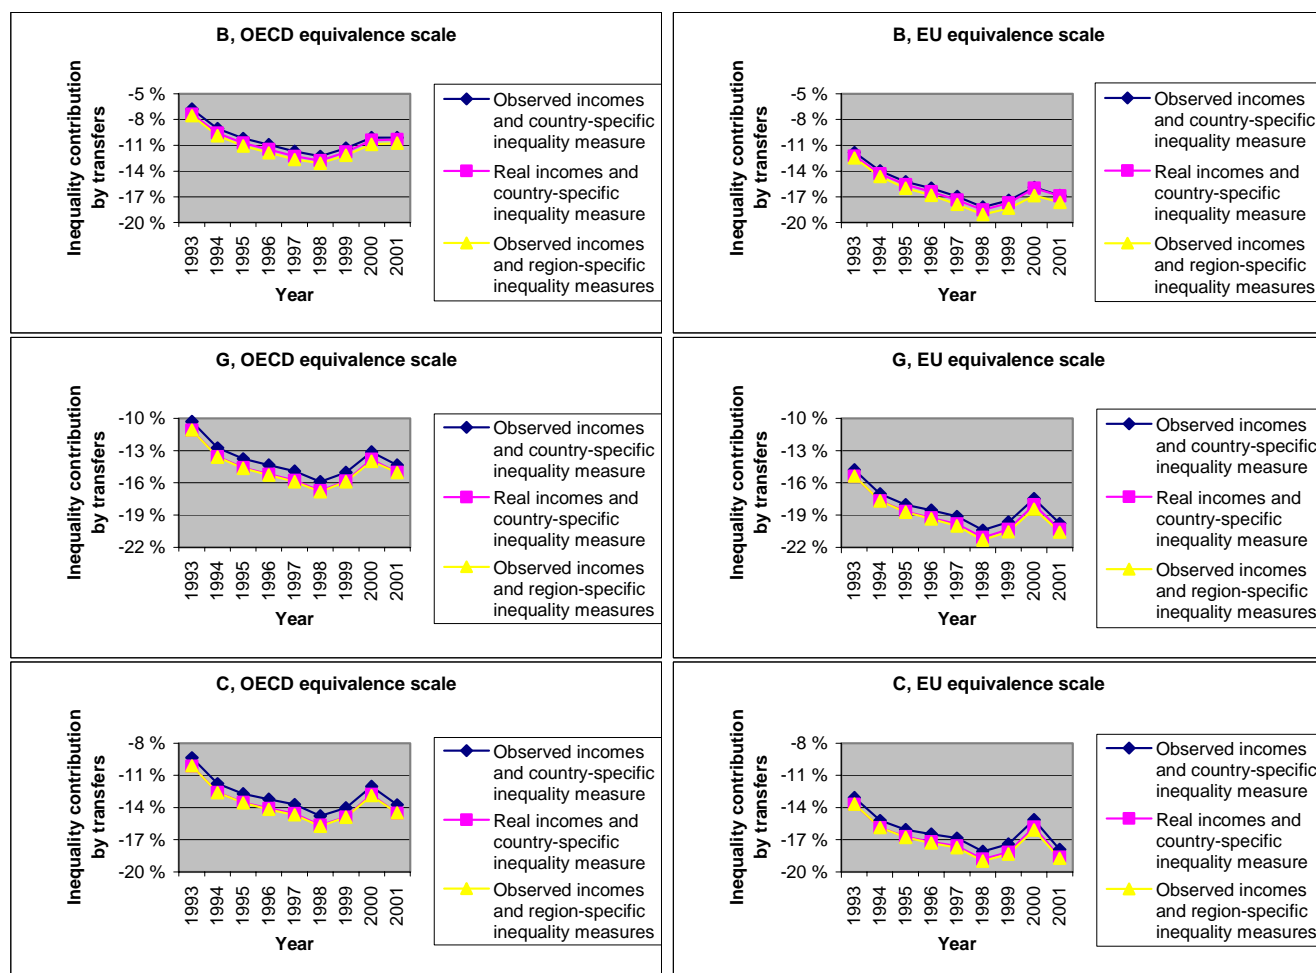 B, OECD equivalence scale
Inequality contribution
by transfers
-5 %
-8 %
-11 %
-14 %
-17 %
-20 %
1993
1994
1995
1996
1997
1998
1999
2000
2001
Year
Observed incomes
and country-specific
inequality measure
Real incomes and
country-specific
inequality measure
Observed incomes
and region-specific
inequality measures
B, EU equivalence scale
Inequality contribution
by transfers
-5 %
-8 %
-11 %
-14 %
-17 %
-20 %
1993
1994
1995
1996
1997
1998
1999
2000
2001
Year
Observed incomes
and country-specific
inequality measure
Real incomes and
country-specific
inequality measure
Observed incomes
and region-specific
inequality measures
G, OECD equivalence scale
Inequality contribution
by transfers
-10 %
-13 %
-16 %
-19 %
-22 %
1993
1994
1995
1996
1997
1998
1999
2000
2001
Year
Observed incomes
and country-specific
inequality measure
Real incomes and
country-specific
inequality measure
Observed incomes
and region-specific
inequality measures
G, EU equivalence scale
Inequality contribution
by transfers
-10 %
-13 %
-16 %
-19 %
-22 %
1993
1994
1995
1996
1997
1998
1999
2000
2001
Year
Observed incomes
and country-specific
inequality measure
Real incomes and
country-specific
inequality measure
Observed incomes
and region-specific
inequality measures
C, OECD equivalence scale
Inequality contribution
by transfers
-8 %
-11 %
-14 %
-17 %
-20 %
1993
1994
1995
1996
1997
1998
1999
2000
2001
Year
Observed incomes
and country-specific
inequality measure
Real incomes and
country-specific
inequality measure
Observed incomes
and region-specific
inequality measures
C, EU equivalence scale
Inequality contribution
by transfers
-8 %
-11 %
-14 %
-17 %
-20 %
1993
1994
1995
1996
1997
1998
1999
2000
2001
Year
Observed incomes
and country-specific
inequality measure
Real incomes and
country-specific
inequality measure
Observed incomes
and region-specific
inequality measures